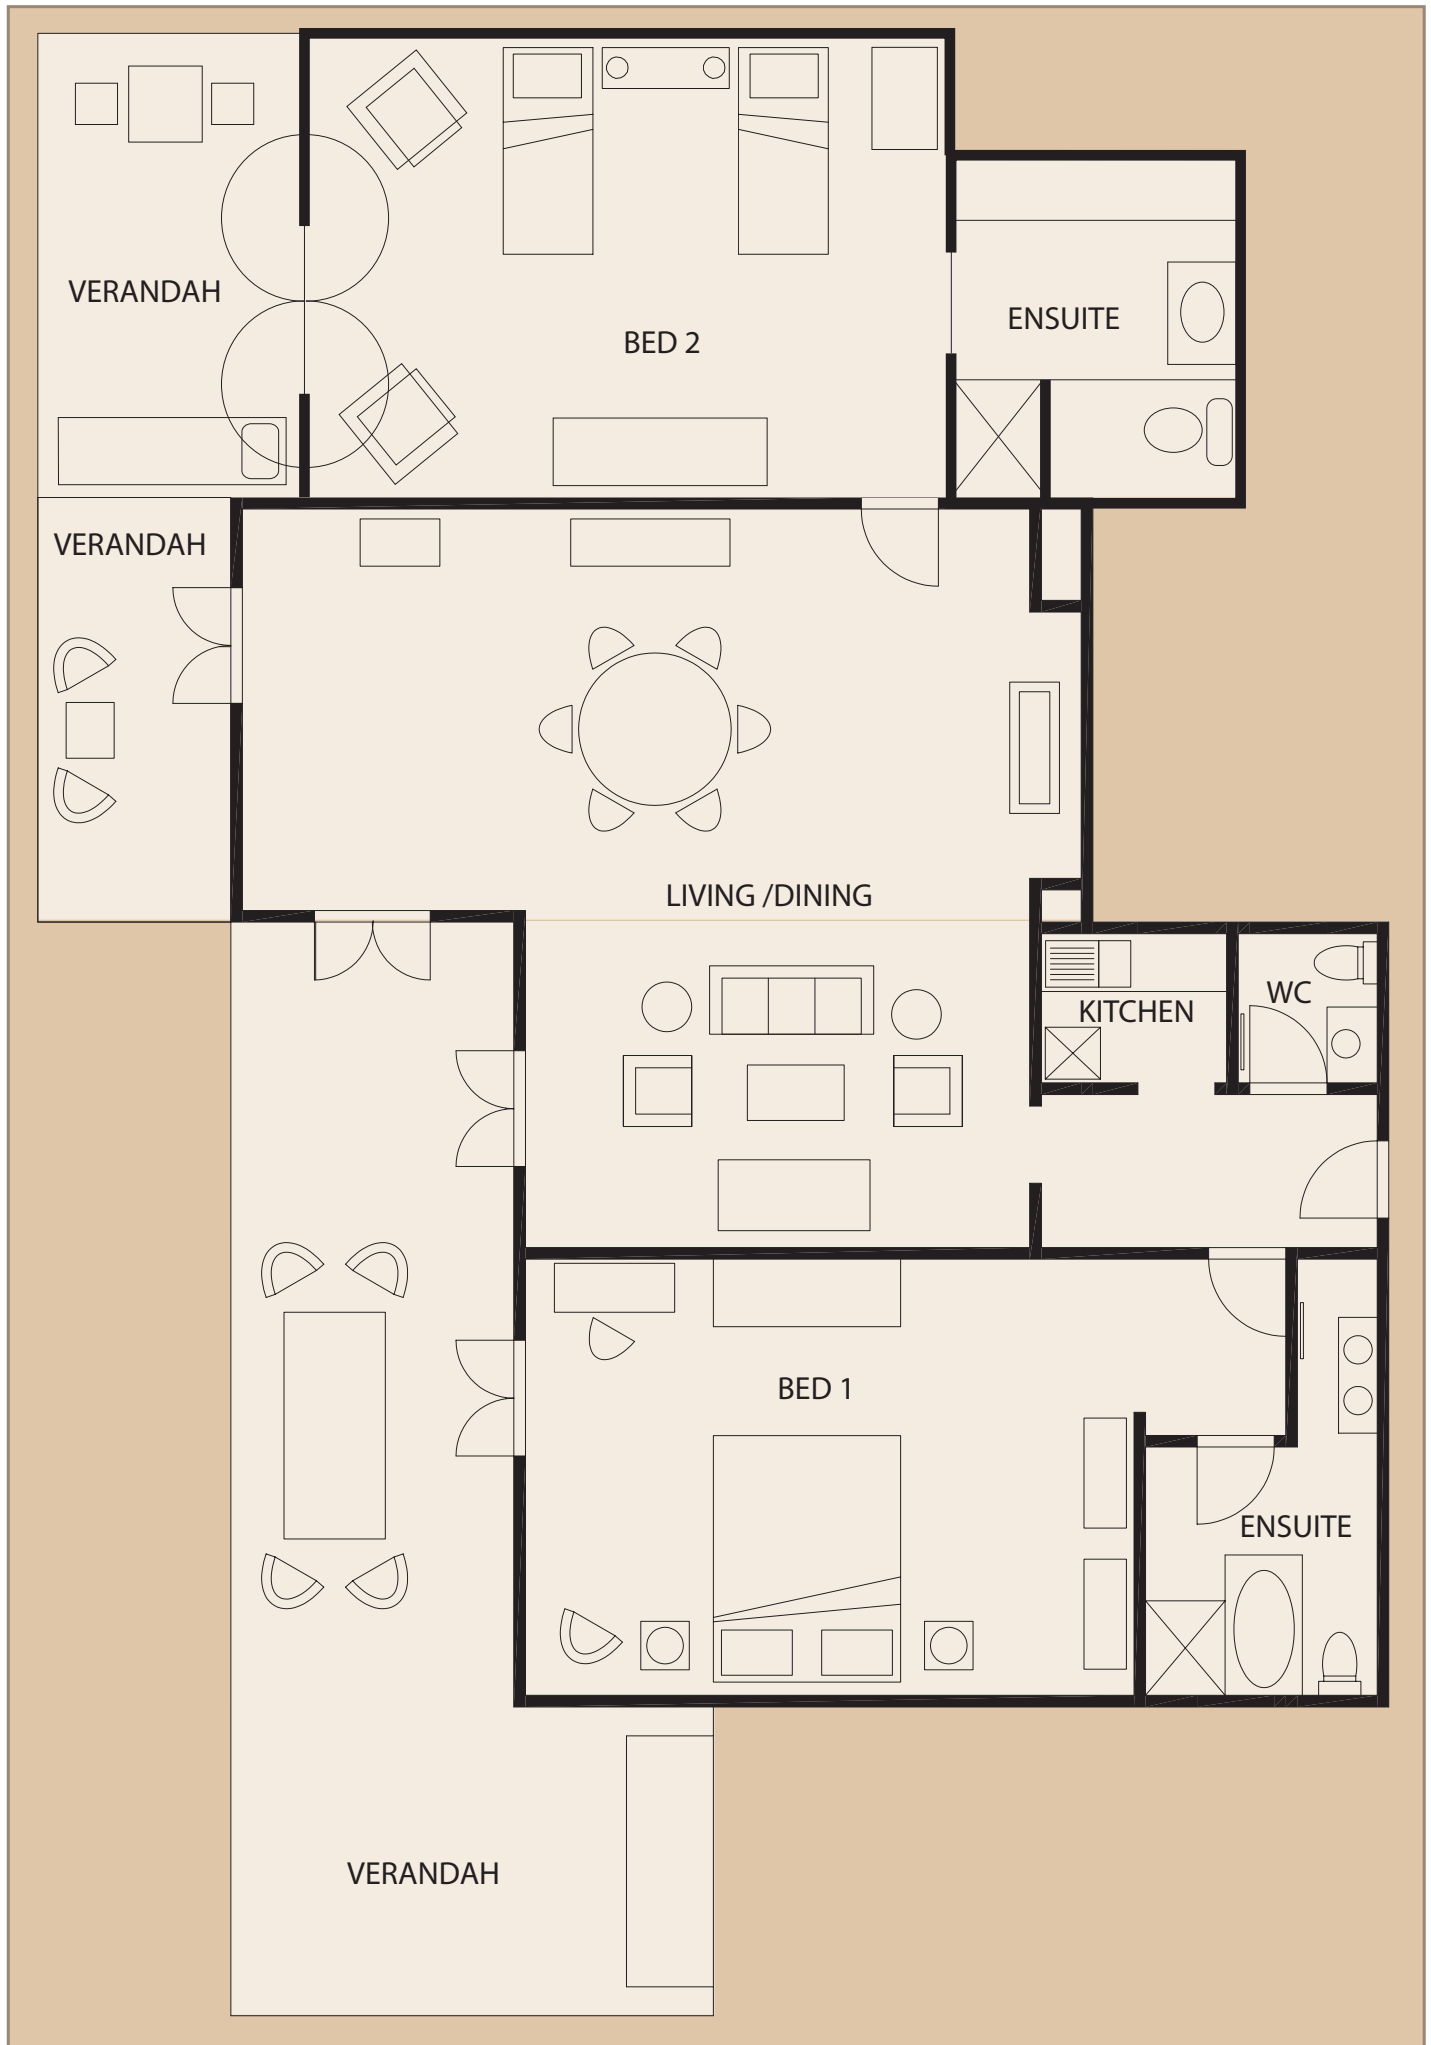 VERANDAH
ENSUITE
BED 2
VERANDAH
LIVING /DINING
WC
KITCHEN
BED 1
ENSUITE
VERANDAH